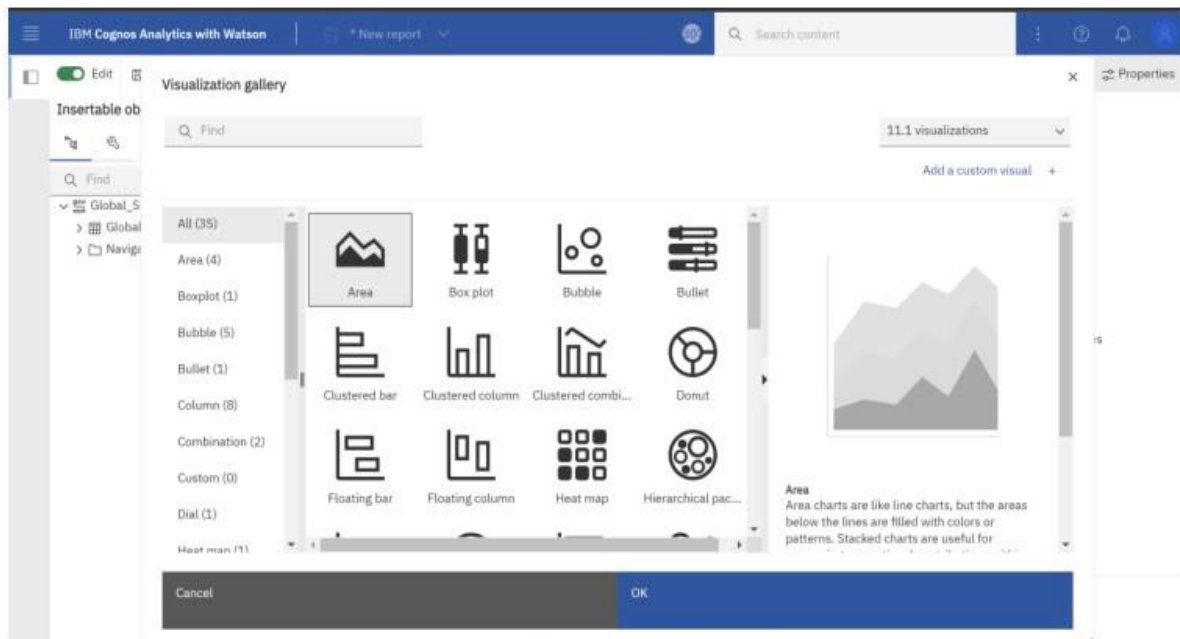 IBM Cognos Analytics with Watson
* New report
Search content
Edit
Properties
Visualization gallery
Insertable ob
Find
11.1 visualizations
Add a custom visual +
Find
Global_S
Global
Naviga
All (35)
Area (4)
Boxplot (1)
Bubble (5)
Bullet (1)
Column (8)
Combination (2)
Custom (0)
Dial (1)
Heat map (1)
Area
Box plot
Bubble
Bullet
Clustered bar
Clustered column
Clustered combi...
Donut
Floating bar
Floating column
Heat map
Hierarchical pac...
Area
Area charts are like line charts, but the areas
below the lines are filled with colors or
patterns. Stacked charts are useful for
Cancel
OK